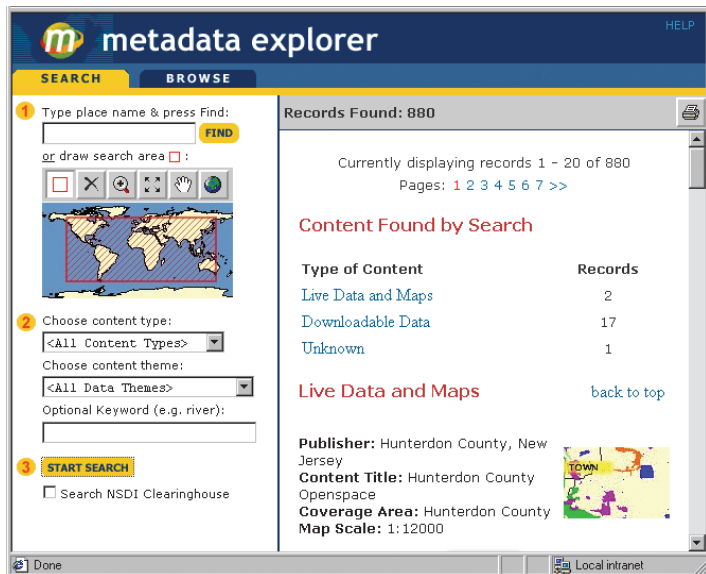 m metadata explorer
HELP
SEARCH BROWSE
1 Type place name & press Find:
FIND
or draw search area :
2 Choose content type:
<All Content Types>
Choose content theme:
<All Data Themes>
Optional Keyword (e.g. river):
3 START SEARCH
Search NSDI Clearinghouse
Records Found: 880
Currently displaying records 1 - 20 of 880
Pages: 1 2 3 4 5 6 7 >>
Content Found by Search
Type of Content Records
Live Data and Maps 2
Downloadable Data 17
Unknown 1
Live Data and Maps back to top
Publisher: Hunterdon County, New
Jersey
Content Title: Hunterdon County
Openspace
Coverage Area: Hunterdon County
Map Scale: 1:12000
TOWN
Done
Local intranet